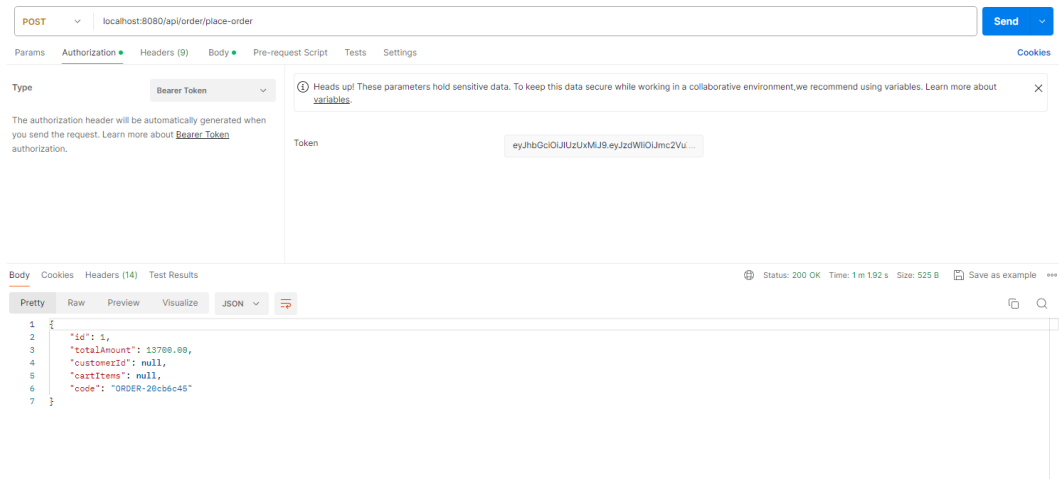 POST localhost:8080/api/order/place-order Send
Params Authorization Headers (9) Body Pre-request Script Tests Settings Cookies
Type Bearer Token
The authorization header will be automatically generated when
you send the request. Learn more about Bearer Token
authorization.
Heads up! These parameters hold sensitive data. To keep this data secure while working in a collaborative environment,we recommend using variables. Learn more about
variables.
Token eyJhbGciOiJIUzUxMiJ9.eyJzdWIiOiJmc2Vu...
Body Cookies Headers (14) Test Results Status: 200 OK Time: 1 m 1.92 s Size: 525 B Save as example
Pretty Raw Preview Visualize JSON
1 {
2 "id": 1,
3 "totalAmount": 13700.00,
4 "customerId": null,
5 "cartItems": null,
6 "code": "ORDER-20cb6c45"
7 }